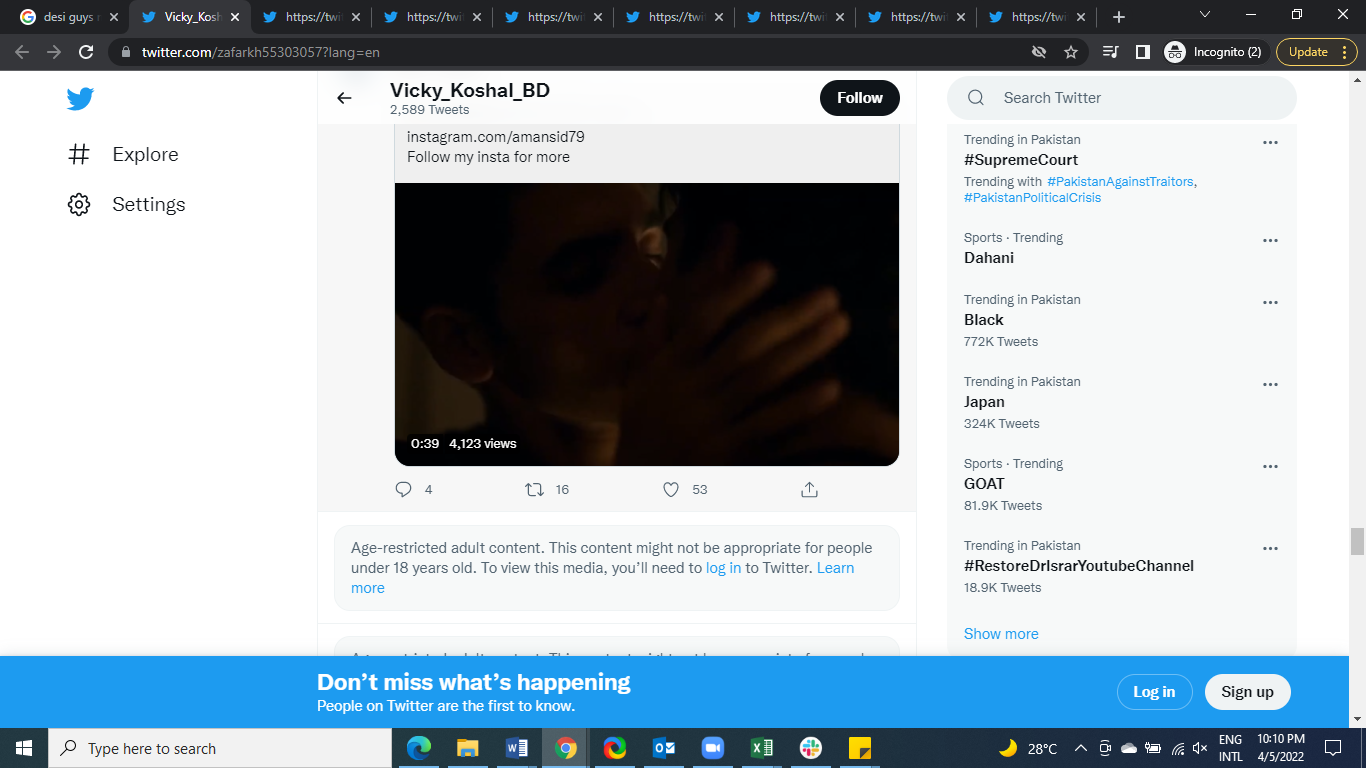 desi guys
Vicky_Kosh
https://twi
https://twi
https://twi
https://twi
https://twi
https://twi
https://twi
twitter.com/zafarkh55303057?lang=en
Incognito (2)
Update
Explore
Settings
Vicky_Koshal_BD
2,589 Tweets
Follow
instagram.com/amansid79
Follow my insta for more
0:39 4,123 views
4 16 53
Age-restricted adult content. This content might not be appropriate for people
under 18 years old. To view this media, you’ll need to log in to Twitter. Learn
more
Search Twitter
Trending in Pakistan
#SupremeCourt
Trending with #PakistanAgainstTraitors,
#PakistanPoliticalCrisis
Sports · Trending
Dahani
Trending in Pakistan
Black
772K Tweets
Trending in Pakistan
Japan
324K Tweets
Sports · Trending
GOAT
81.9K Tweets
Trending in Pakistan
#RestoreDrIsrarYoutubeChannel
18.9K Tweets
Show more
Don’t miss what’s happening
People on Twitter are the first to know.
Log in
Sign up
Type here to search
28°C
ENG
INTL
10:10 PM
4/5/2022